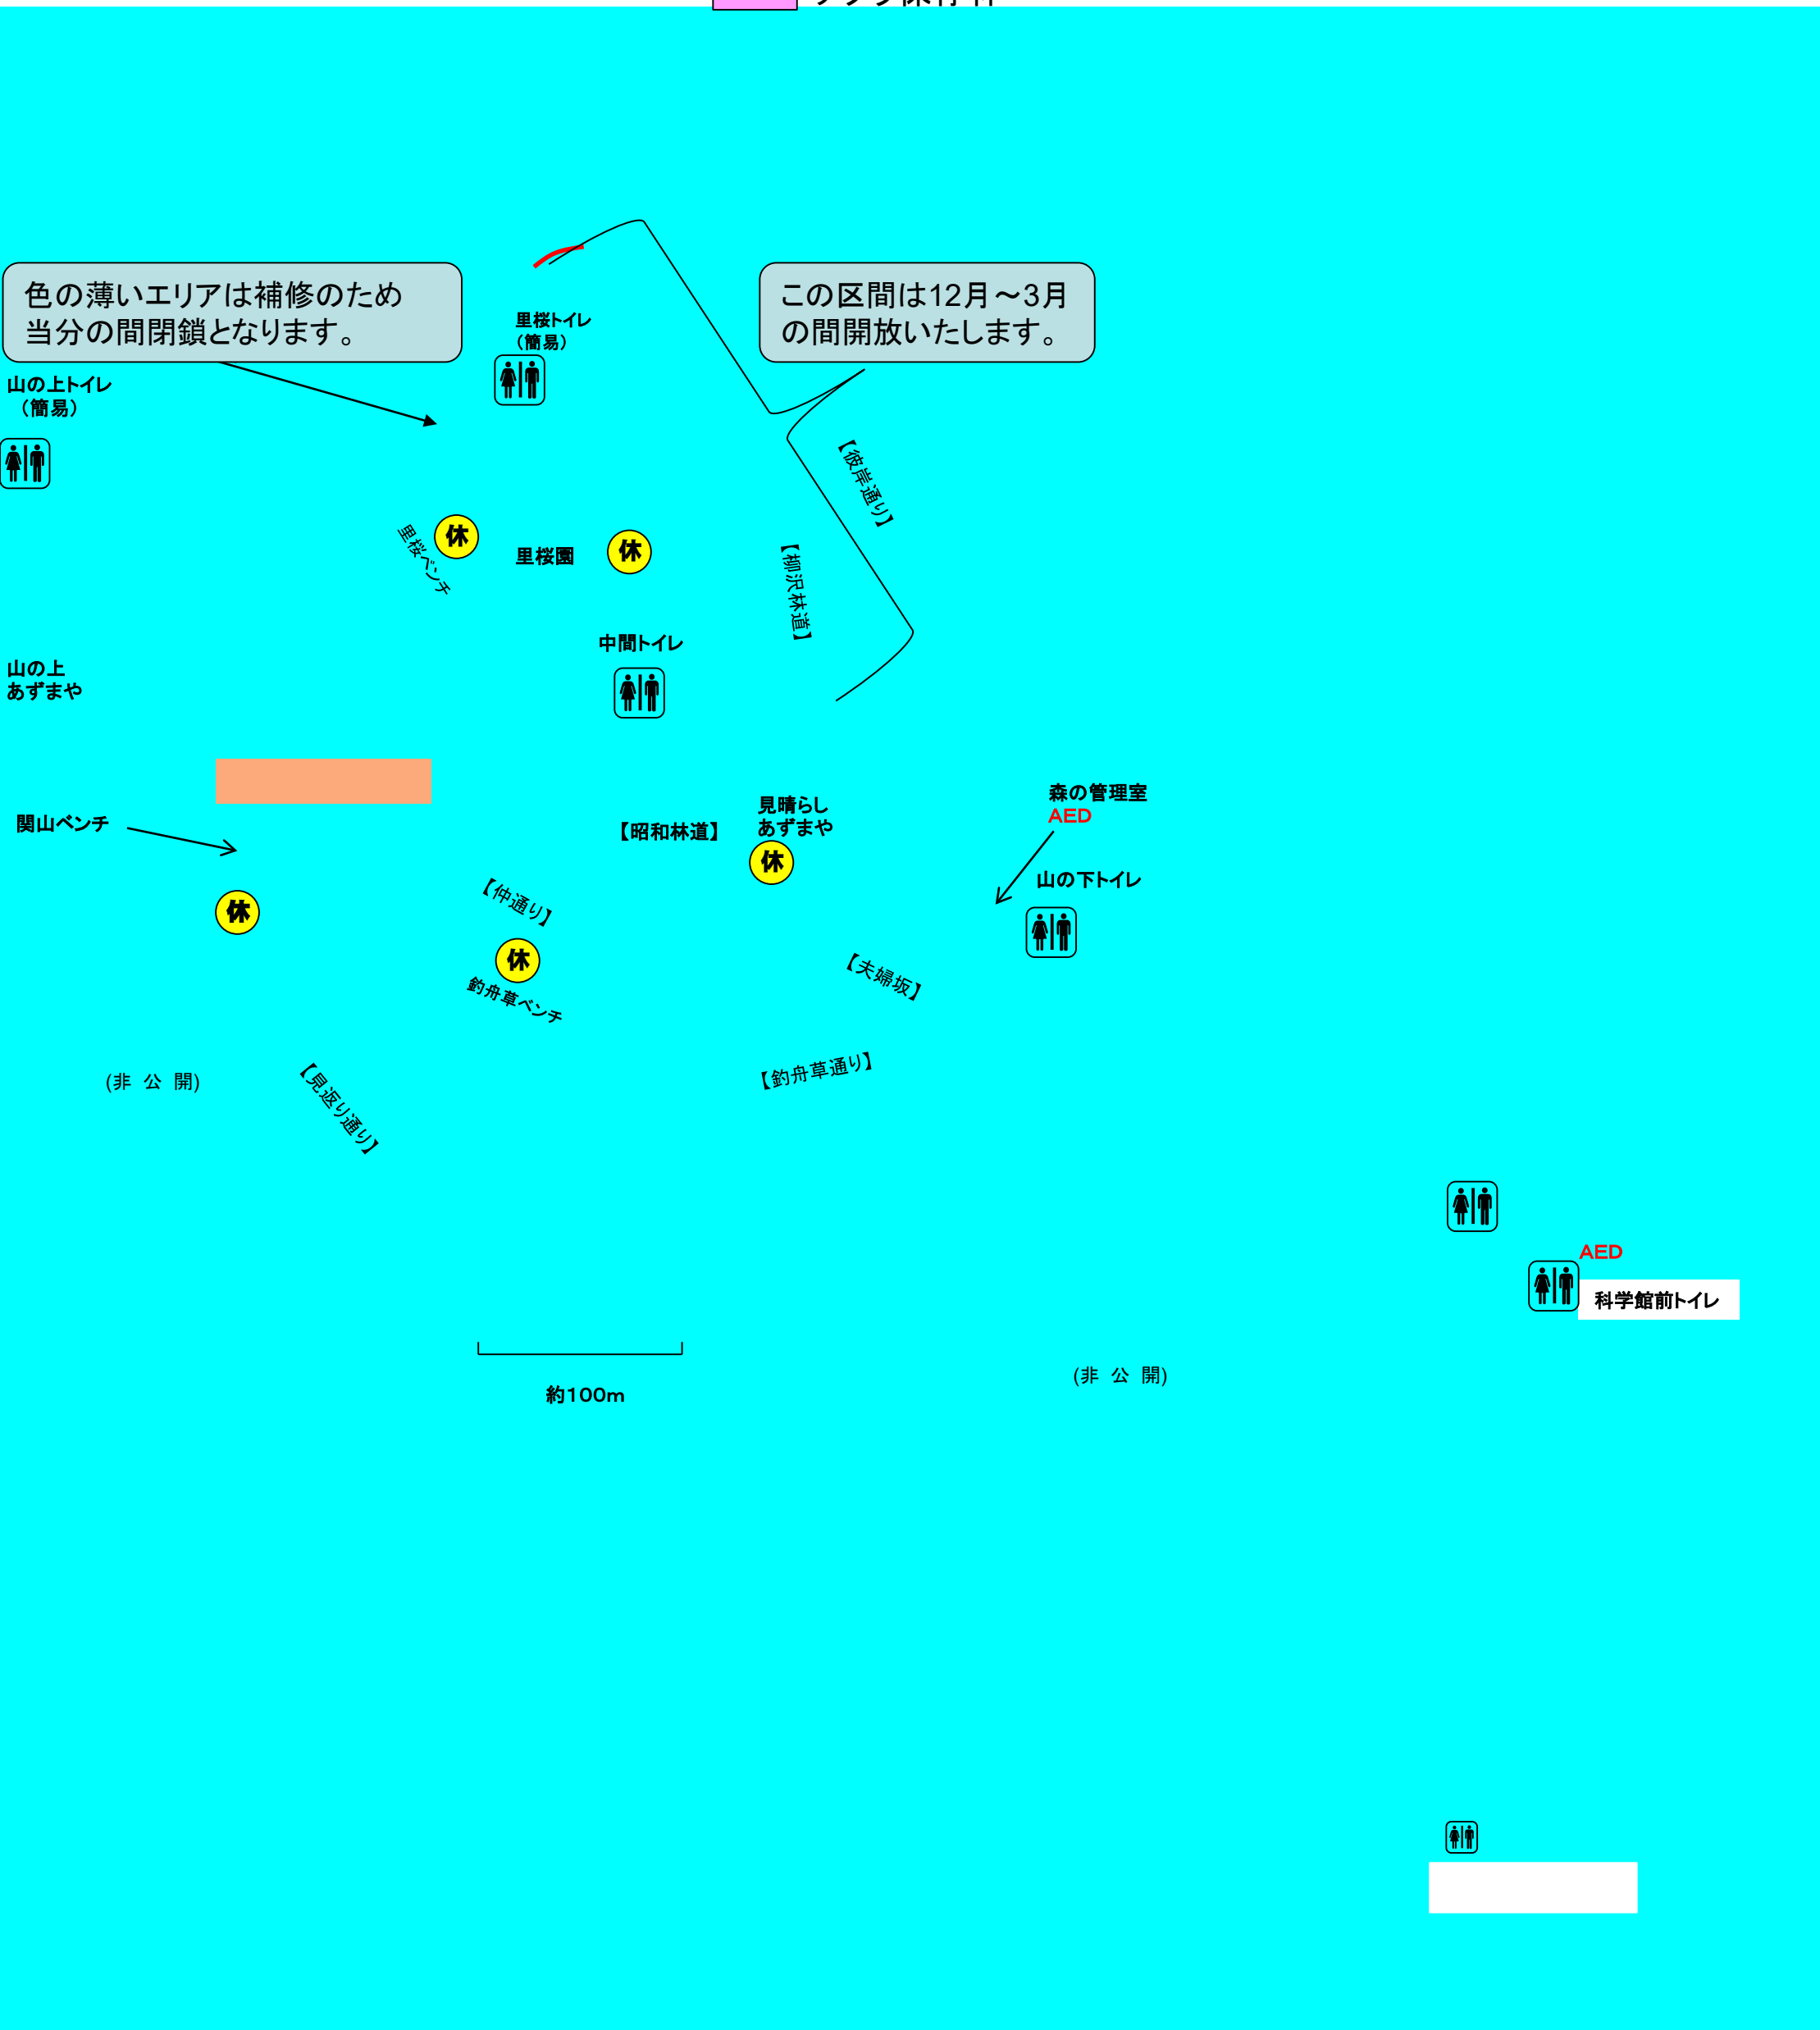 色の薄いエリアは補修のため
当分の間閉鎖となります。
この区間は12月～3月
の間開放いたします。
里桜トイレ
（簡易）
山の上トイレ
（簡易）
【彼岸通り】
休
里桜ベンチ
里桜園
休
【柳沢林道】
中間トイレ
山の上
あずまや
関山ベンチ
【昭和林道】
見晴らし
あずまや
休
森の管理室
AED
山の下トイレ
休
【仲通り】
休
釣舟草ベンチ
【夫婦坂】
【釣舟草通り】
(非 公 開)
【見返り通り】
AED
科学館前トイレ
(非 公 開)
約100m